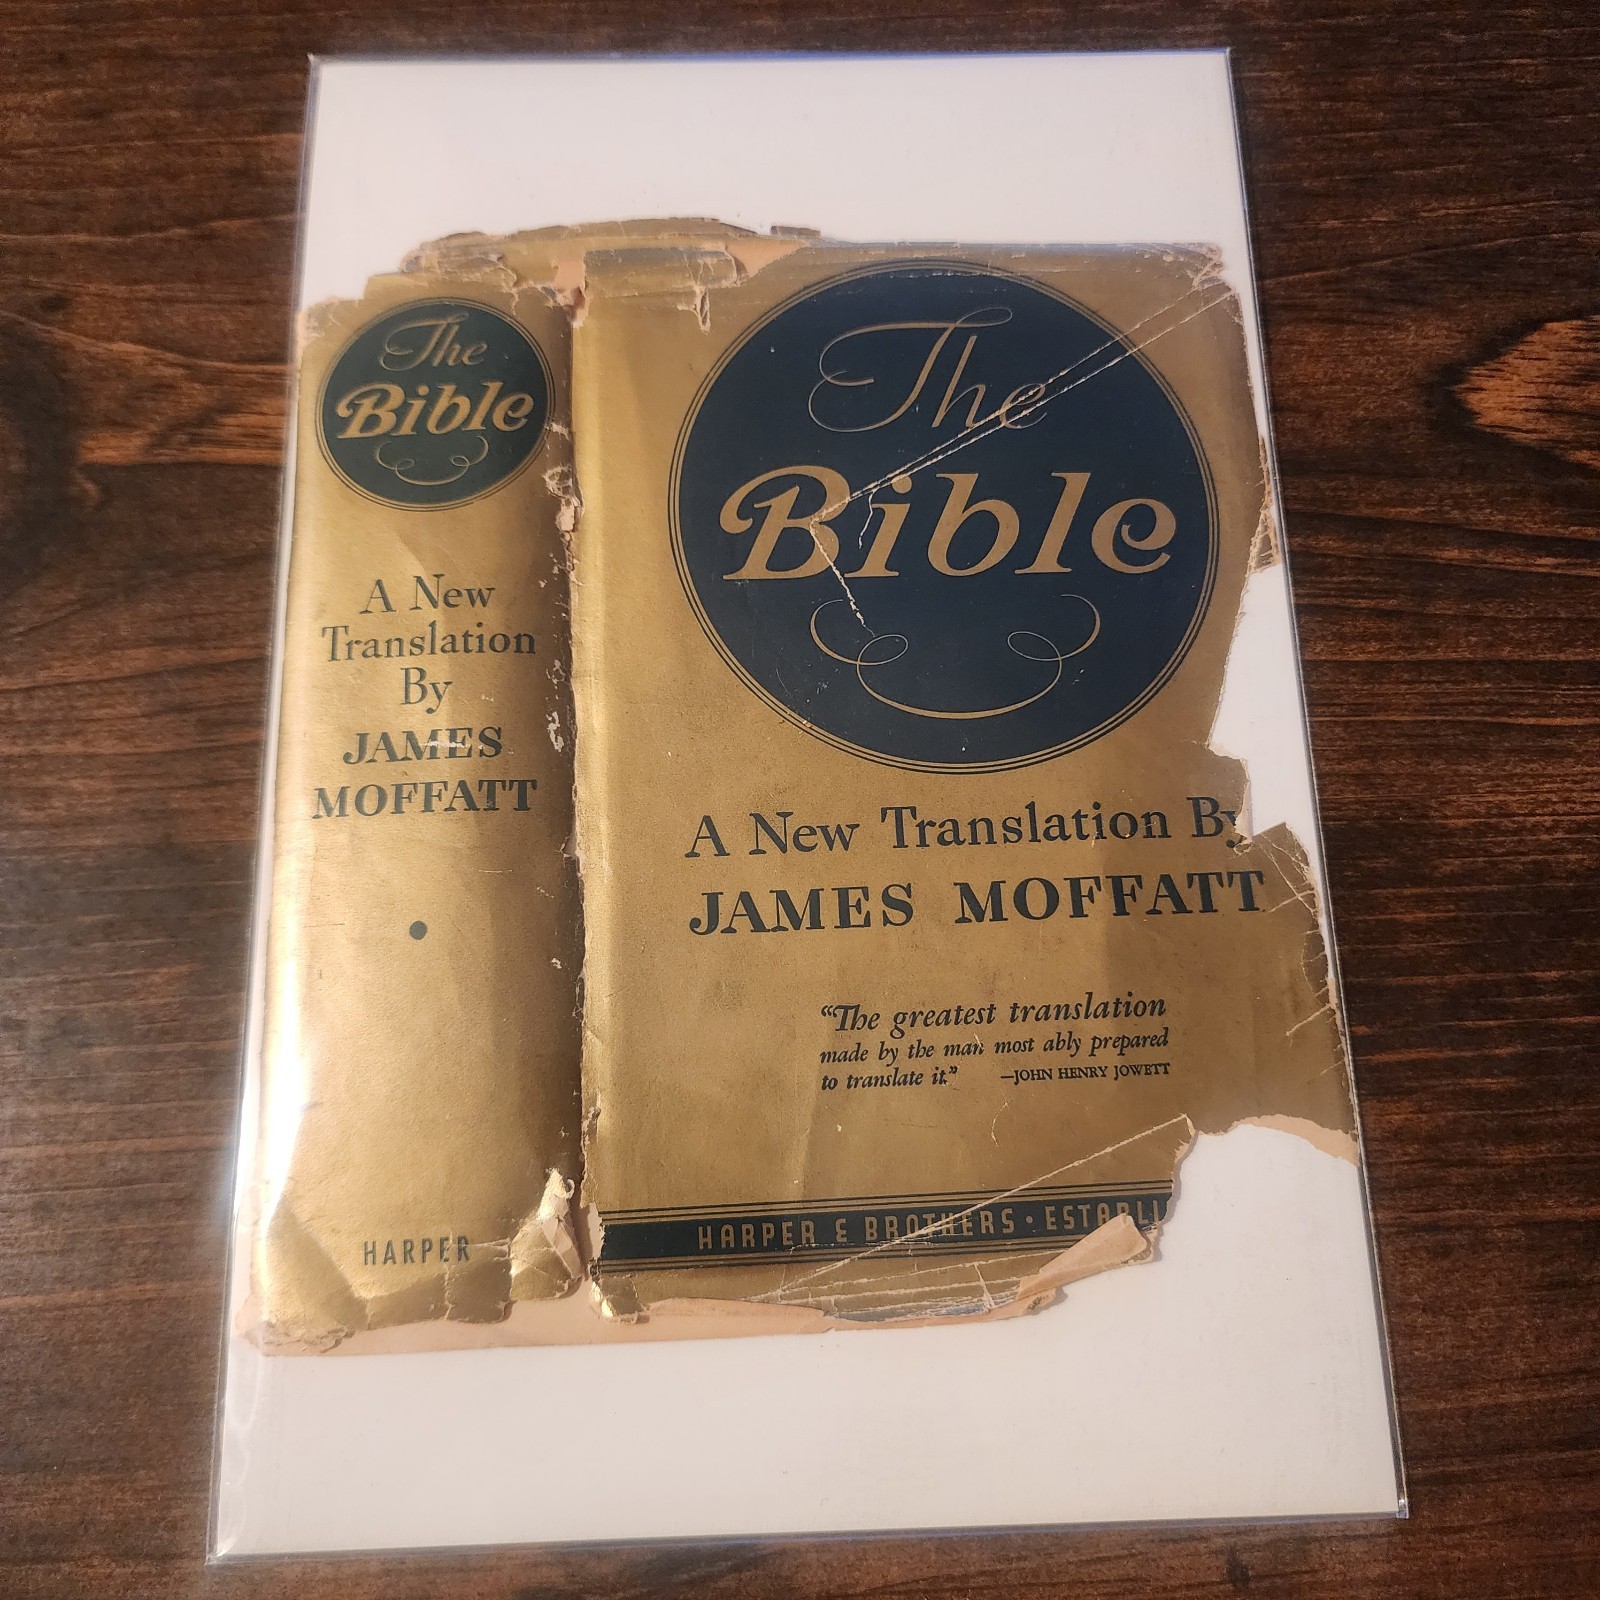 The
Bible
A New
Translation
By
JAMES
MOFFATT
HARPER
The
Bible
A New Translation By
JAMES MOFFATT
“The greatest translation
made by the man most ably prepared
to translate it.” —JOHN HENRY JOWETT
HARPER & BROTHERS • ESTABLI